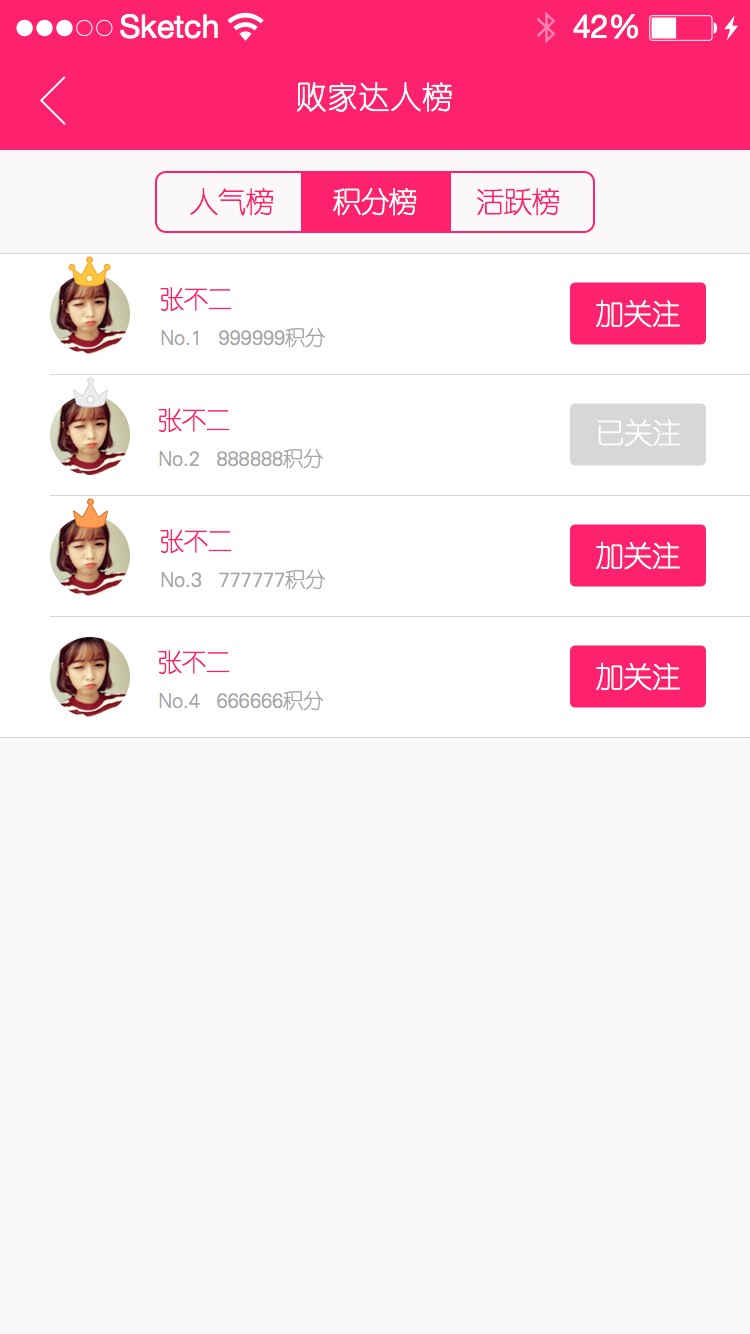 Sketch 42%
败家达人榜
人气榜 积分榜 活跃榜
张不二
No.1 999999积分
加关注
张不二
No.2 888888积分
已关注
张不二
No.3 777777积分
加关注
张不二
No.4 666666积分
加关注